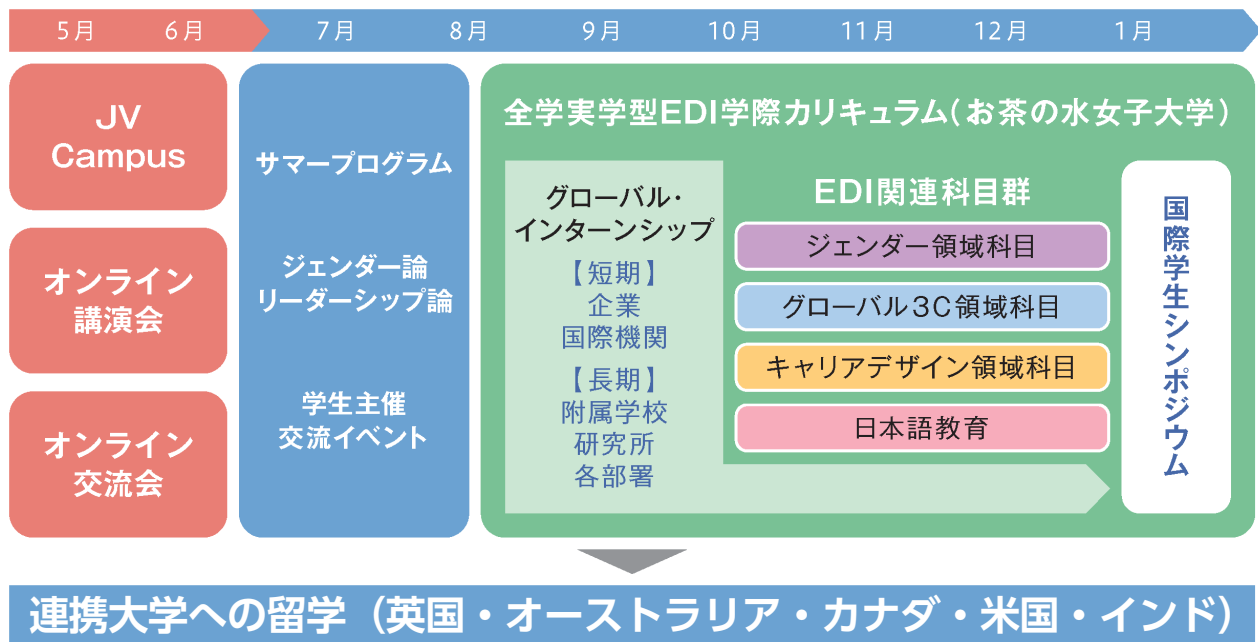 5月 6月 7月 8月 9月 10月 11月 12月 1月
JV
Campus
オンライン
講演会
オンライン
交流会
サマープログラム
ジェンダー論
リーダーシップ論
学生主催
交流イベント
全学実学型EDI学際カリキュラム(お茶の水女子大学)
グローバル・
インターンシップ
【短期】
企業
国際機関
【長期】
附属学校
研究所
各部署
EDI関連科目群
ジェンダー領域科目
グローバル3C領域科目
キャリアデザイン領域科目
日本語教育
国際学生シンポジウム
連携大学への留学(英国・オーストラリア・カナダ・米国・インド)